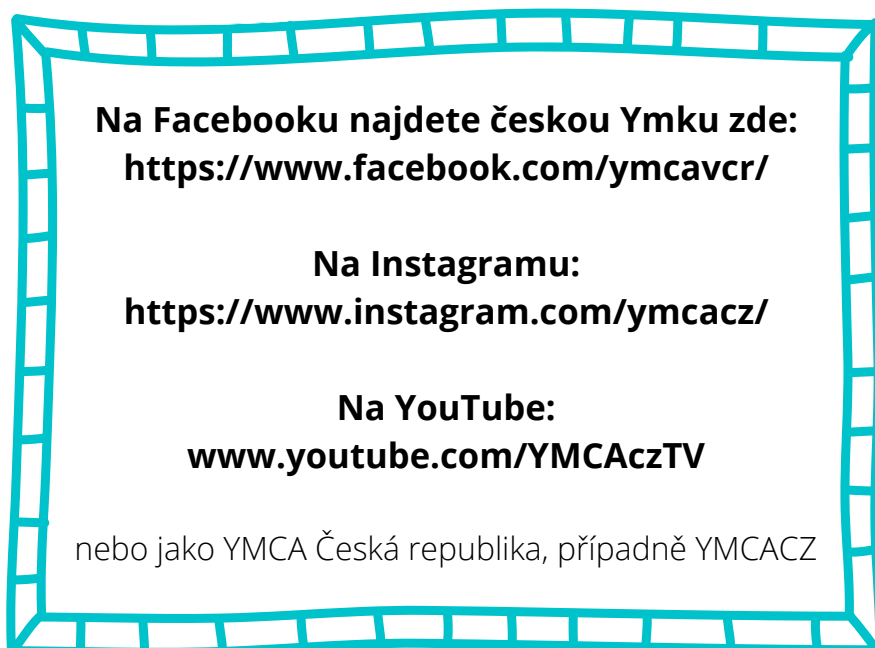 Na Facebooku najdete českou Ymku zde:
https://www.facebook.com/ymcavcr/
Na Instagramu:
https://www.instagram.com/ymcacz/
Na YouTube:
www.youtube.com/YMCAczTV
nebo jako YMCA Česká republika, případně YMCACZ